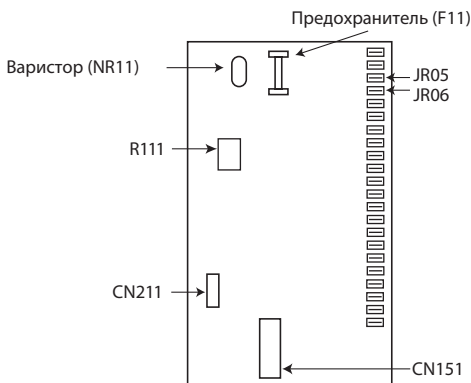 Предохранитель (F11)
Варистор (NR11)
JR05
JR06
R111
CN211
CN151